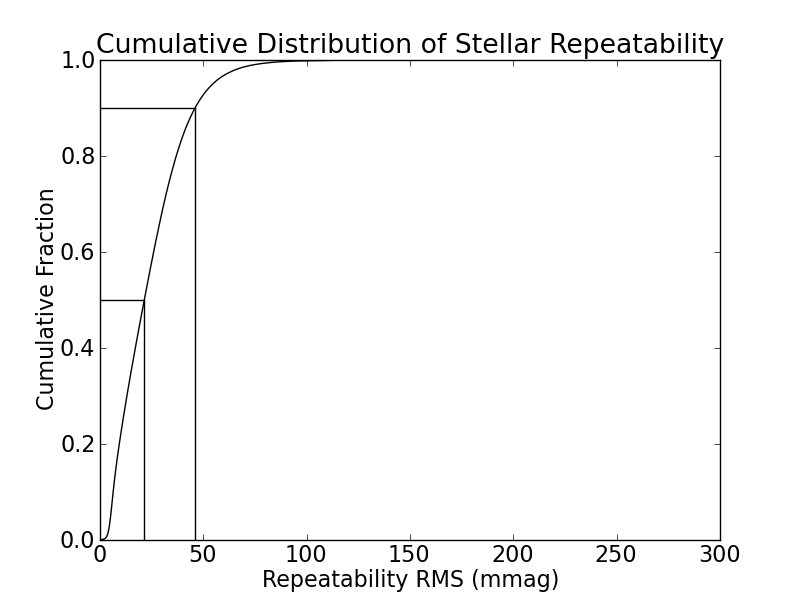 Cumulative Distribution of Stellar Repeatability
1.0
0.8
0.6
0.4
0.2
0.0
Cumulative Fraction
0 50 100 150 200 250 300
Repeatability RMS (mmag)